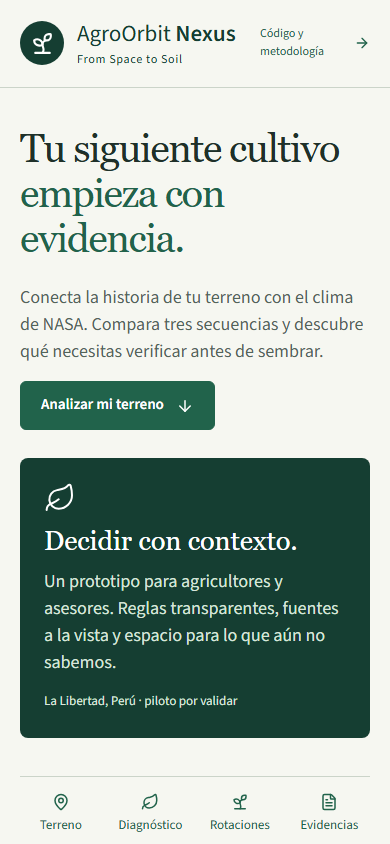 AgroOrbit Nexus
From Space to Soil
Código y
metodología
Tu siguiente cultivo
empieza con
evidencia.
Conecta la historia de tu terreno con el clima
de NASA. Compara tres secuencias y descubre
qué necesitas verificar antes de sembrar.
Analizar mi terreno
Decidir con contexto.
Un prototipo para agricultores y
asesores. Reglas transparentes, fuentes
a la vista y espacio para lo que aún no
sabemos.
La Libertad, Perú · piloto por validar
Terreno
Diagnóstico
Rotaciones
Evidencias